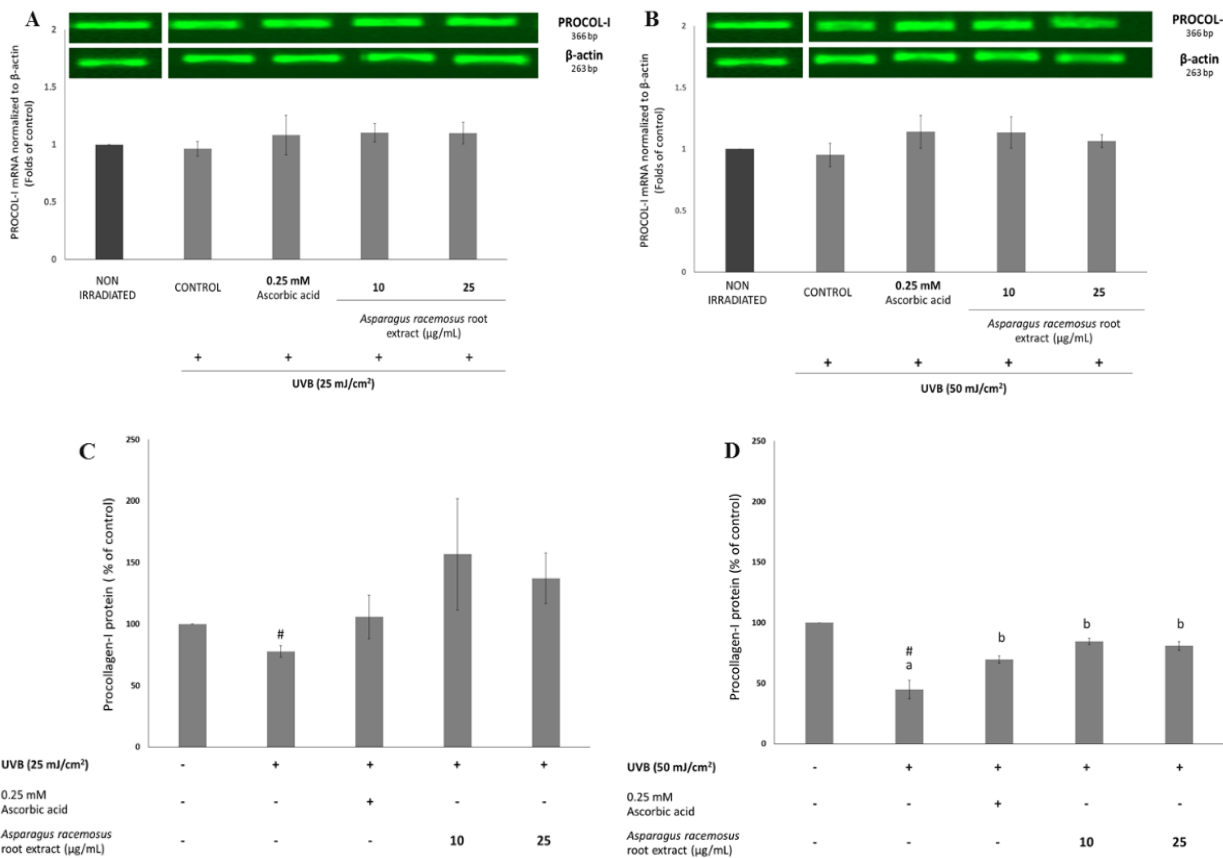 A
PROCOL-I
366 bp
β-actin
263 bp
PROCOL-I mRNA normalized to β-actin
(Folds of control)
2
1.5
1
0.5
0
NON
IRRADIATED
CONTROL
0.25 mM
Ascorbic acid
10
25
Asparagus racemosus root
extract (µg/mL)
+ + + +
UVB (25 mJ/cm²)
B
PROCOL-
366 bp
β-actin
263 bp
PROCOL-I mRNA normalized to β-actin
(Folds of control)
2
1.5
1
0.5
0
NON
IRRADIATED
CONTROL
0.25 mM
Ascorbic acid
10
25
Asparagus racemosus root
extract (µg/mL)
+ + + +
UVB (50 mJ/cm²)
C
Procollagen-I protein ( % of control)
250
200
150
100
50
0
#
UVB (25 mJ/cm²) - + + + +
0.25 mM
Ascorbic acid - - + - -
Asparagus racemosus
root extract (µg/mL) - - - 10 25
D
Procollagen-I protein (% of control)
250
200
150
100
50
0
#
a
b
b
b
UVB (50 mJ/cm²) - + + + +
0.25 mM
Ascorbic acid - - + - -
Asparagus racemosus
root extract (µg/mL) - - - 10 25